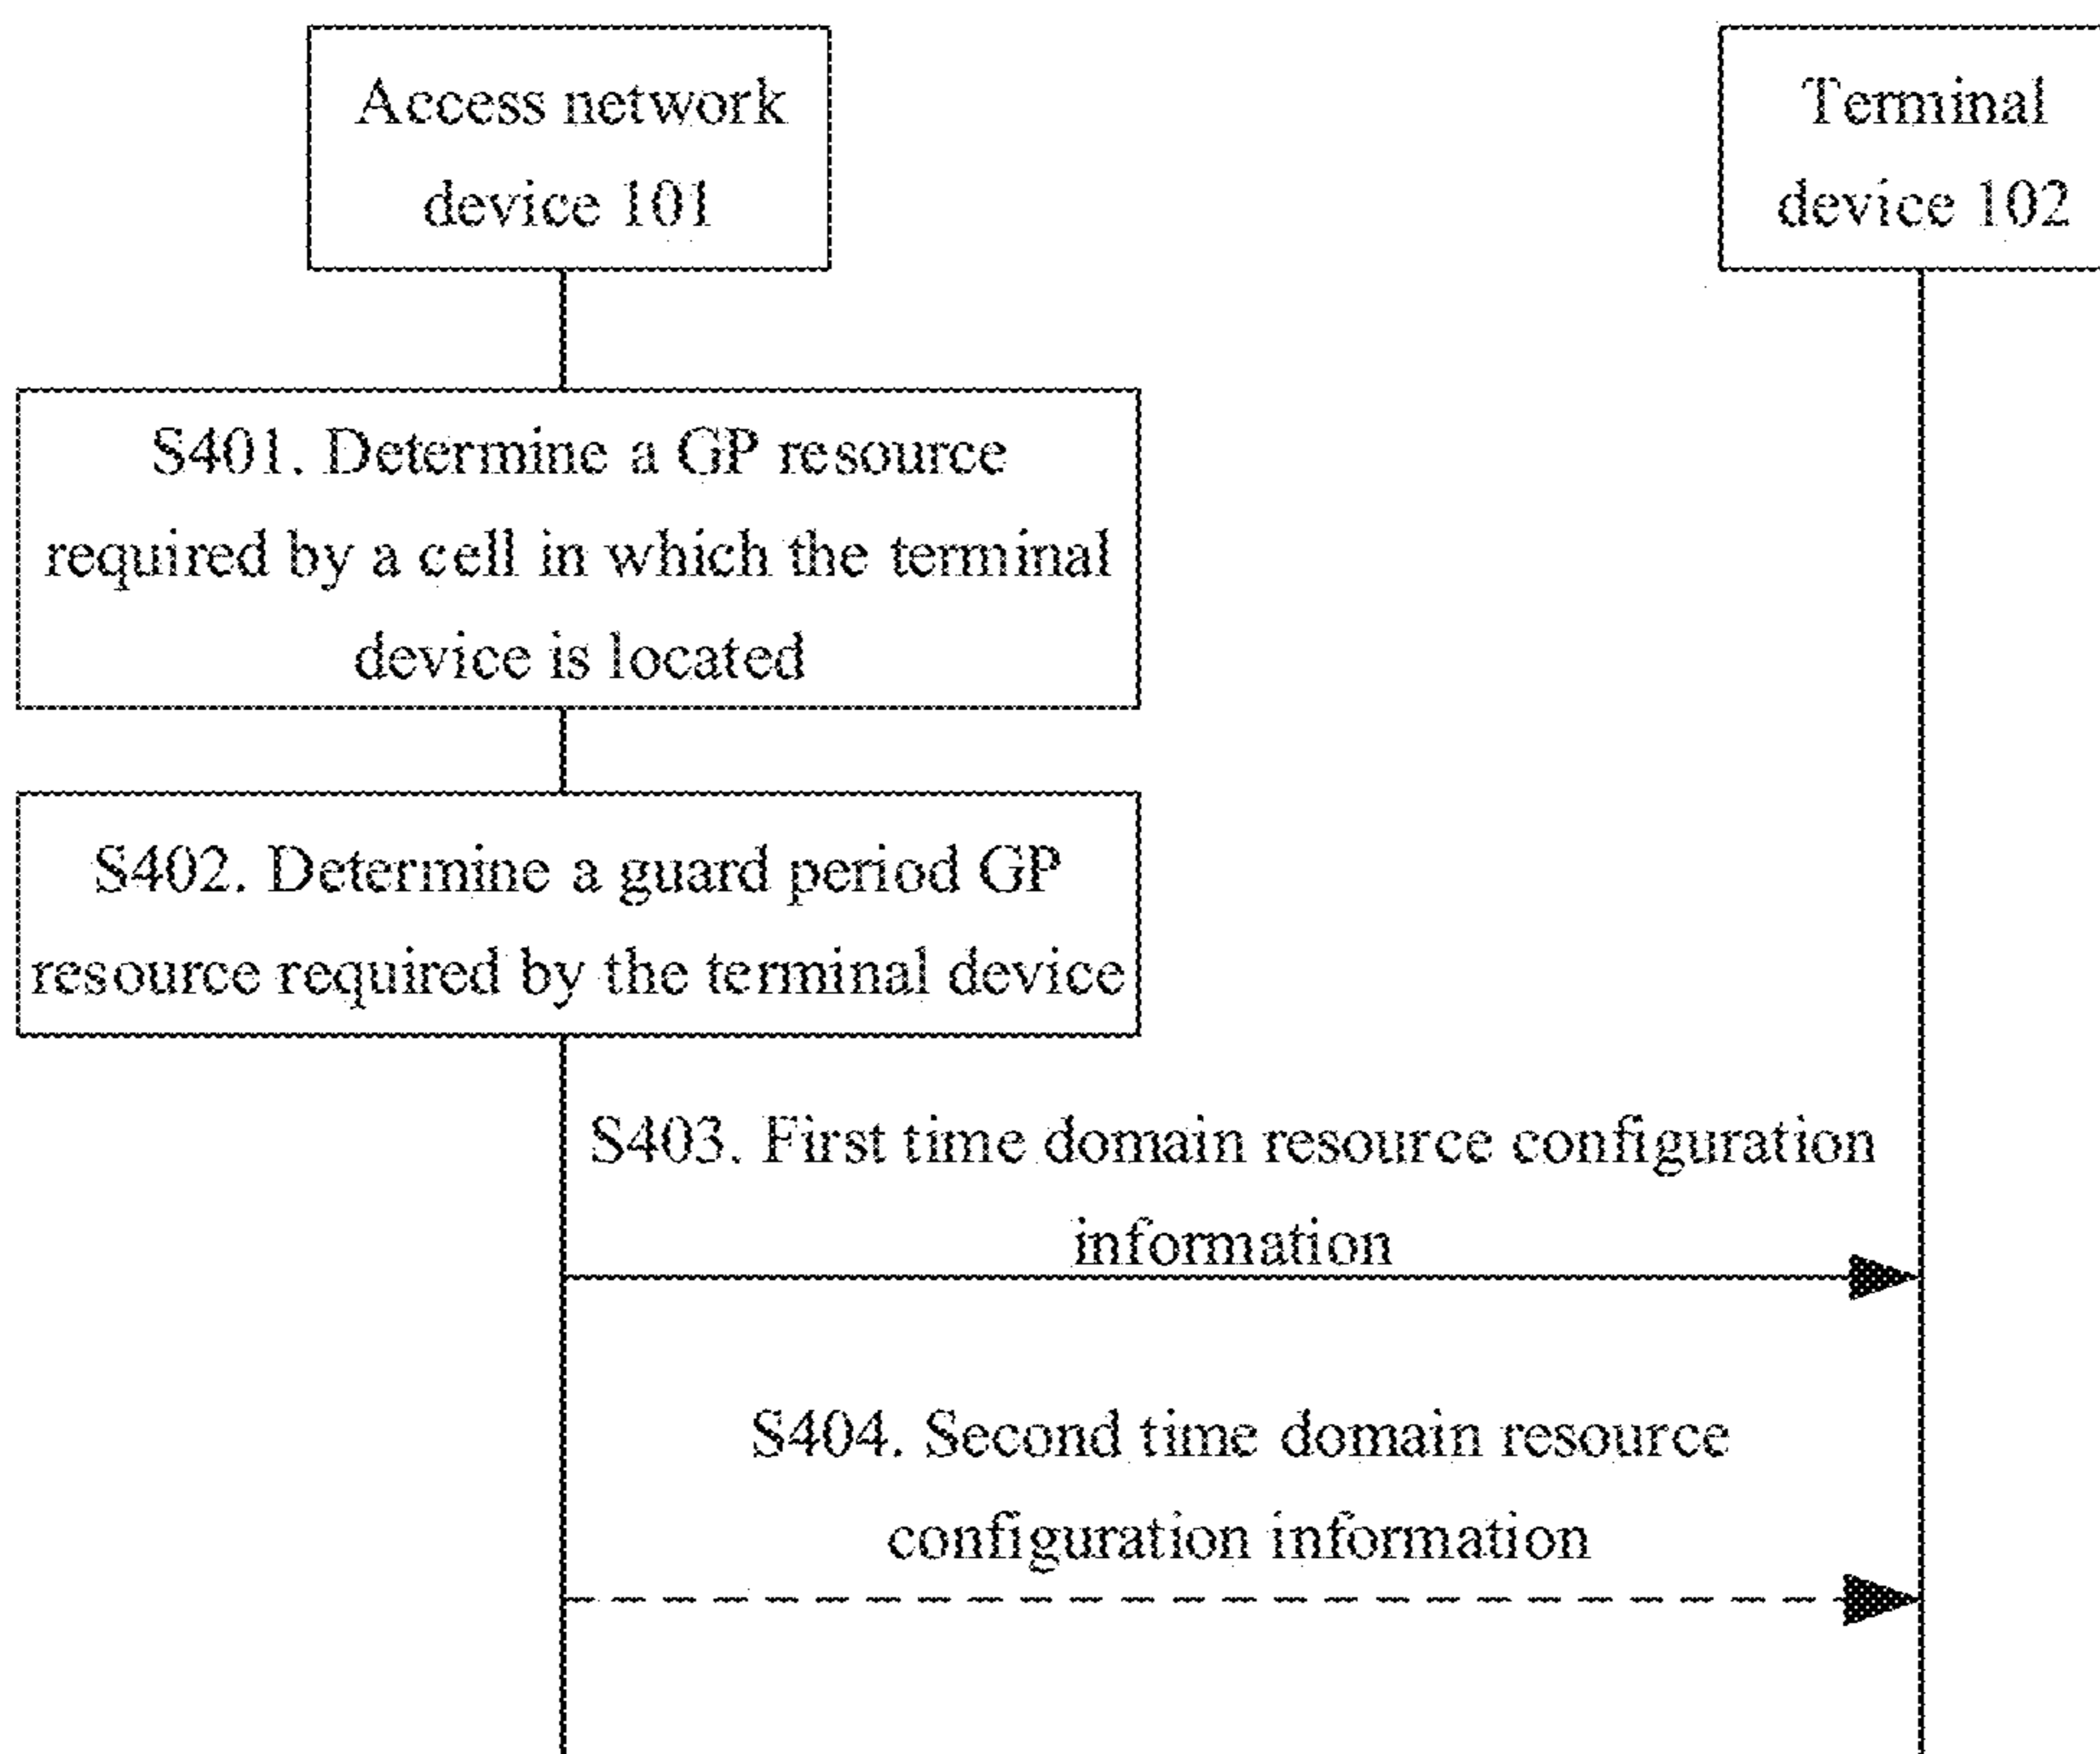 Access network
device 101
Terminal
device 102
S401. Determine a GP resource
required by a cell in which the terminal
device is located
S402. Determine a guard period GP
resource required by the terminal device
S403. First time domain resource configuration
information
S404. Second time domain resource
configuration information